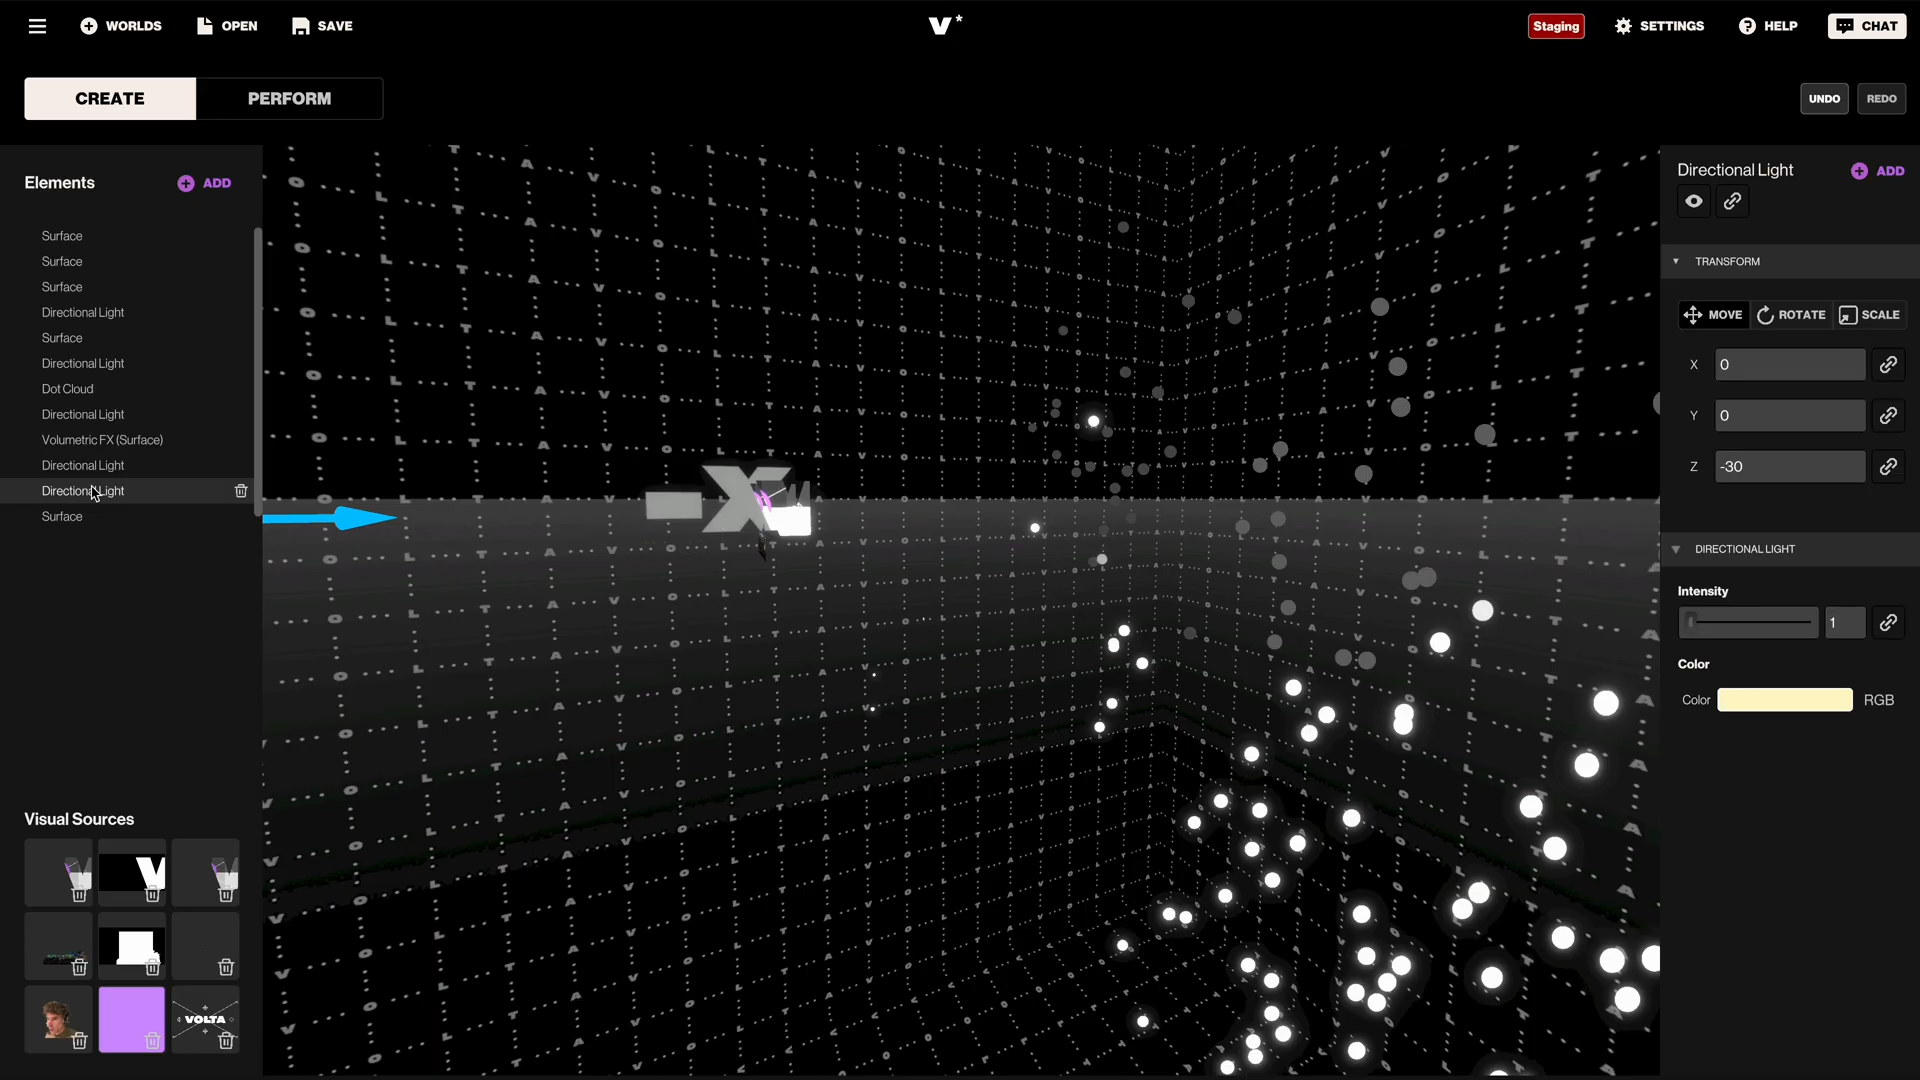 WORLDS
OPEN
SAVE
V*
Staging
SETTINGS
HELP
CHAT
CREATE
PERFORM
UNDO
REDO
Elements
ADD
Surface
Surface
Surface
Directional Light
Surface
Directional Light
Dot Cloud
Directional Light
Volumetric FX (Surface)
Directional Light
Directional Light
Surface
Visual Sources
VOLTA
Directional Light
ADD
TRANSFORM
MOVE
ROTATE
SCALE
X
0
Y
0
Z
-30
DIRECTIONAL LIGHT
Intensity
1
Color
Color
RGB